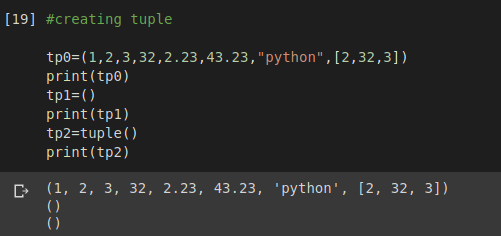 [19] #creating tuple
tp0=(1,2,3,32,2.23,43.23,"python",[2,32,3])
print(tp0)
tp1=()
print(tp1)
tp2=tuple()
print(tp2)
(1, 2, 3, 32, 2.23, 43.23, 'python', [2, 32, 3])
()
()